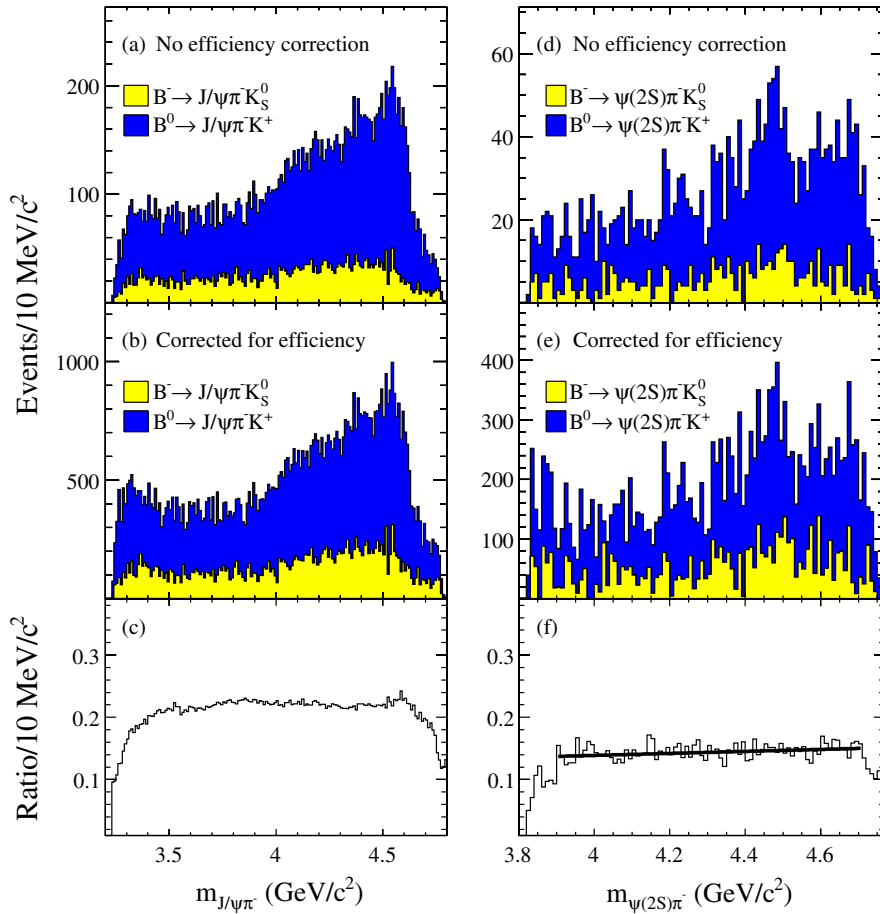 (a) No efficiency correction
B⁻→ J/ψπ⁻K⁰_S
B⁰→ J/ψπ⁻K⁺
200
100
(d) No efficiency correction
B⁻→ ψ(2S)π⁻K⁰_S
B⁰→ ψ(2S)π⁻K⁺
60
40
20
Events/10 MeV/c²
(b) Corrected for efficiency
B⁻→ J/ψπ⁻K⁰_S
B⁰→ J/ψπ⁻K⁺
1000
500
(e) Corrected for efficiency
B⁻→ ψ(2S)π⁻K⁰_S
B⁰→ ψ(2S)π⁻K⁺
400
300
200
100
Ratio/10 MeV/c²
(c)
0.3
0.2
0.1
3.5 4 4.5
m_J/ψπ⁻ (GeV/c²)
(f)
0.3
0.2
0.1
3.8 4 4.2 4.4 4.6
m_ψ(2S)π⁻ (GeV/c²)